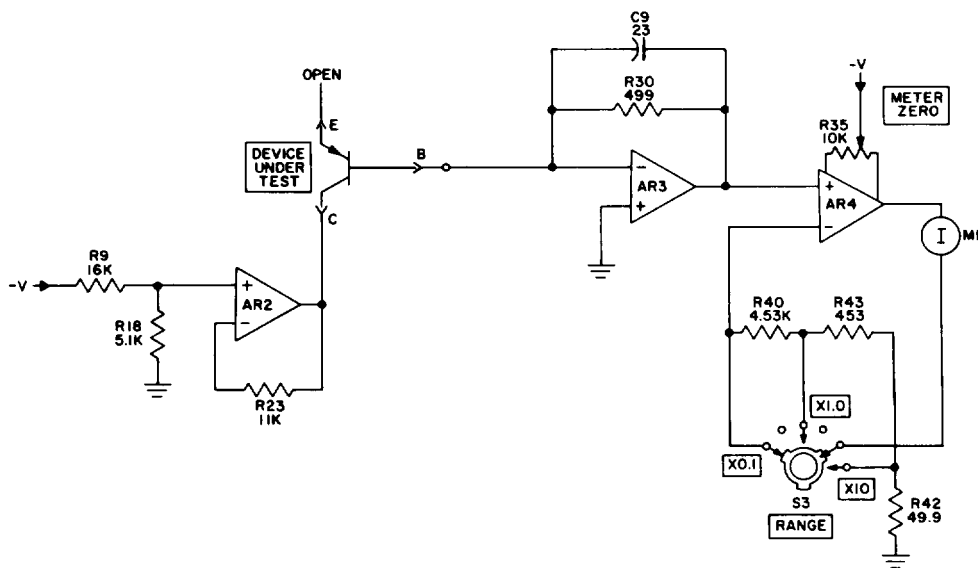 C9
23
OPEN
R30
499
-V
METER
ZERO
R35
10K
E
DEVICE
UNDER
TEST
B
-
AR3
+
+
AR4
-
I
C
R9
16K
-V
+
AR2
-
R18
5.1K
R40
4.53K
R43
453
R23
11K
X1.0
X0.1
X10
S3
RANGE
R42
49.9